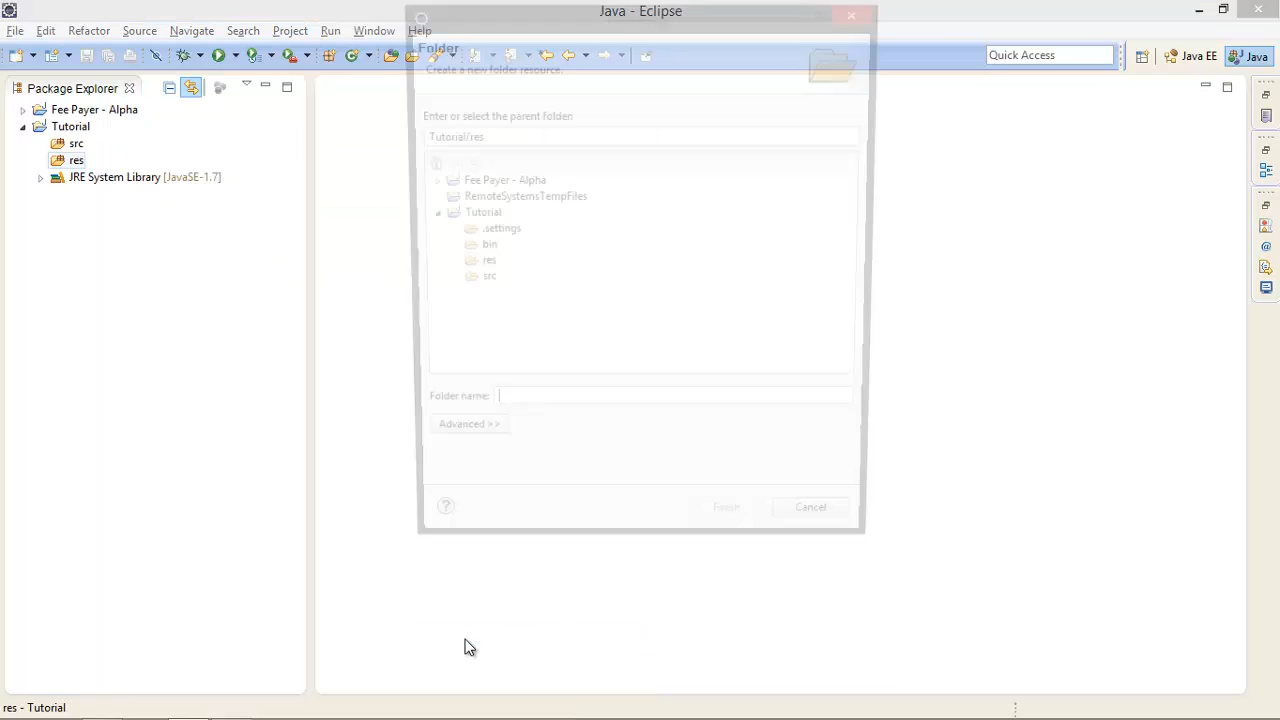 Java - Eclipse
File Edit Refactor Source Navigate Search Project Run Window Help
Quick Access
Java EE
Java
Package Explorer
Fee Payer - Alpha
Tutorial
src
res
JRE System Library [JavaSE-1.7]
Folder
Create a new folder resource.
Enter or select the parent folder:
Tutorial/res
Fee Payer - Alpha
RemoteSystemsTempFiles
Tutorial
.settings
bin
res
src
Folder name:
Advanced >>
?
Finish
Cancel
res - Tutorial